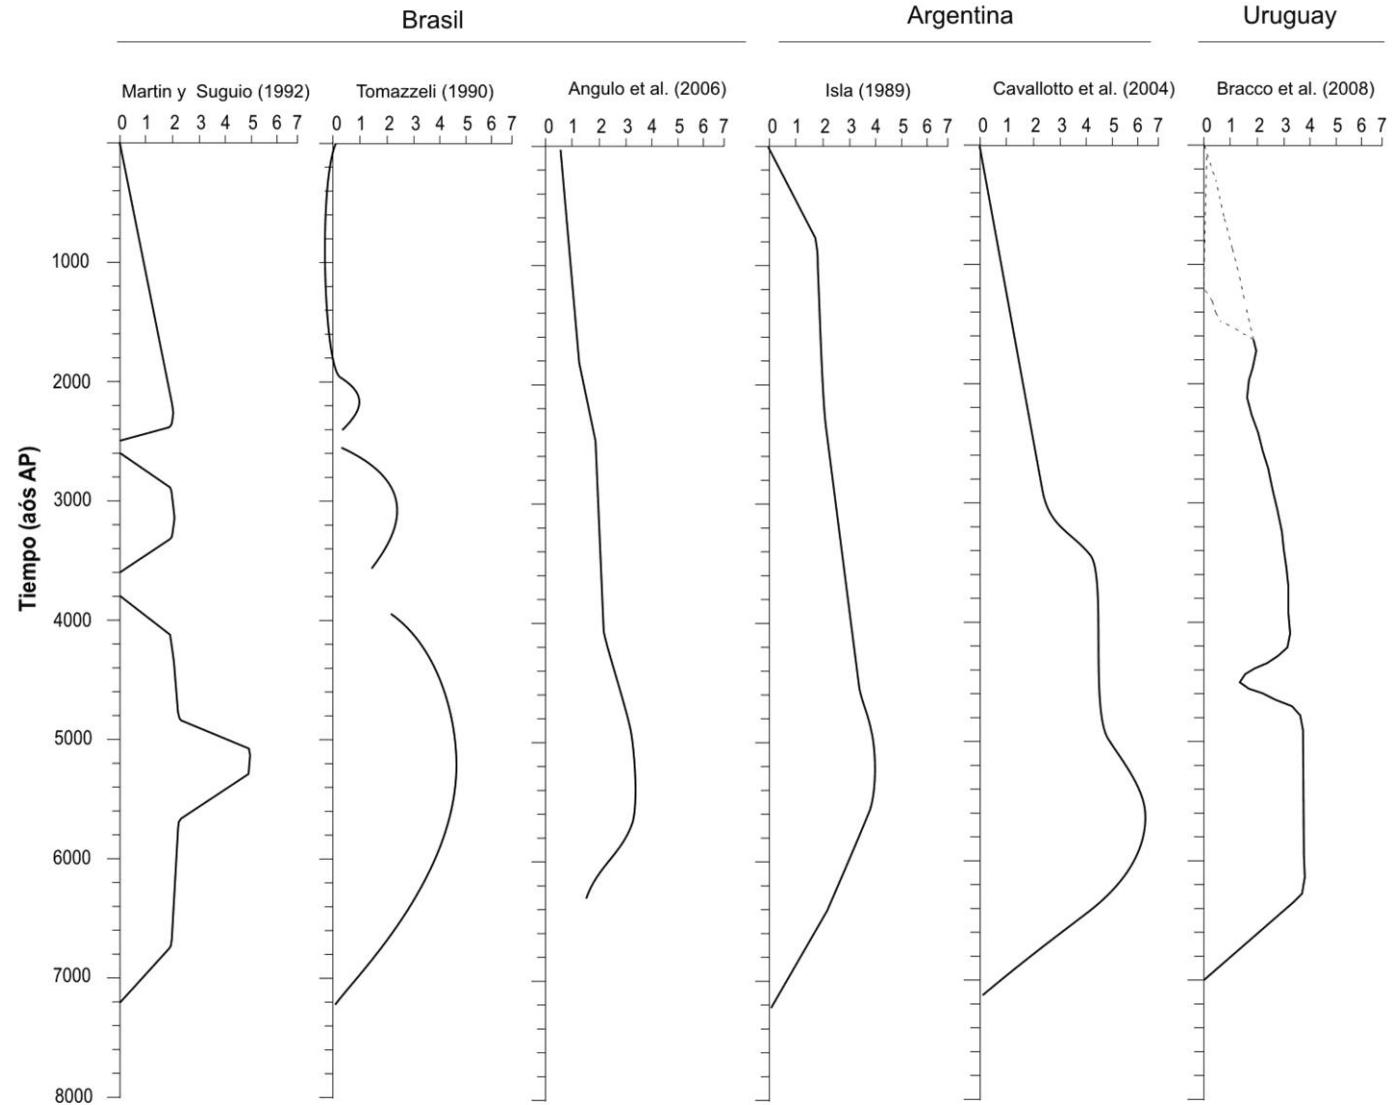 Brasil Argentina Uruguay
Martin y Suguio (1992) Tomazzeli (1990) Angulo et al. (2006) Isla (1989) Cavallotto et al. (2004) Bracco et al. (2008)
0 1 2 3 4 5 6 7 0 1 2 3 4 5 6 7 0 1 2 3 4 5 6 7 0 1 2 3 4 5 6 7 0 1 2 3 4 5 6 7 0 1 2 3 4 5 6 7
1000
2000
3000
Tiempo (aós AP)
4000
5000
6000
7000
8000